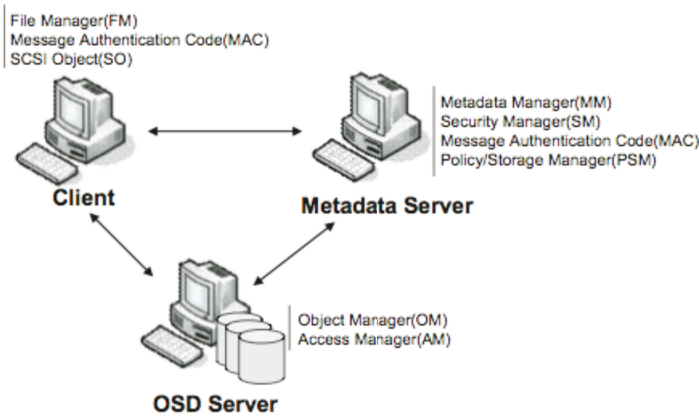 File Manager(FM)
Message Authentication Code(MAC)
SCSI Object(SO)
Metadata Manager(MM)
Security Manager(SM)
Message Authentication Code(MAC)
Policy/Storage Manager(PSM)
Client
Metadata Server
Object Manager(OM)
Access Manager(AM)
OSD Server